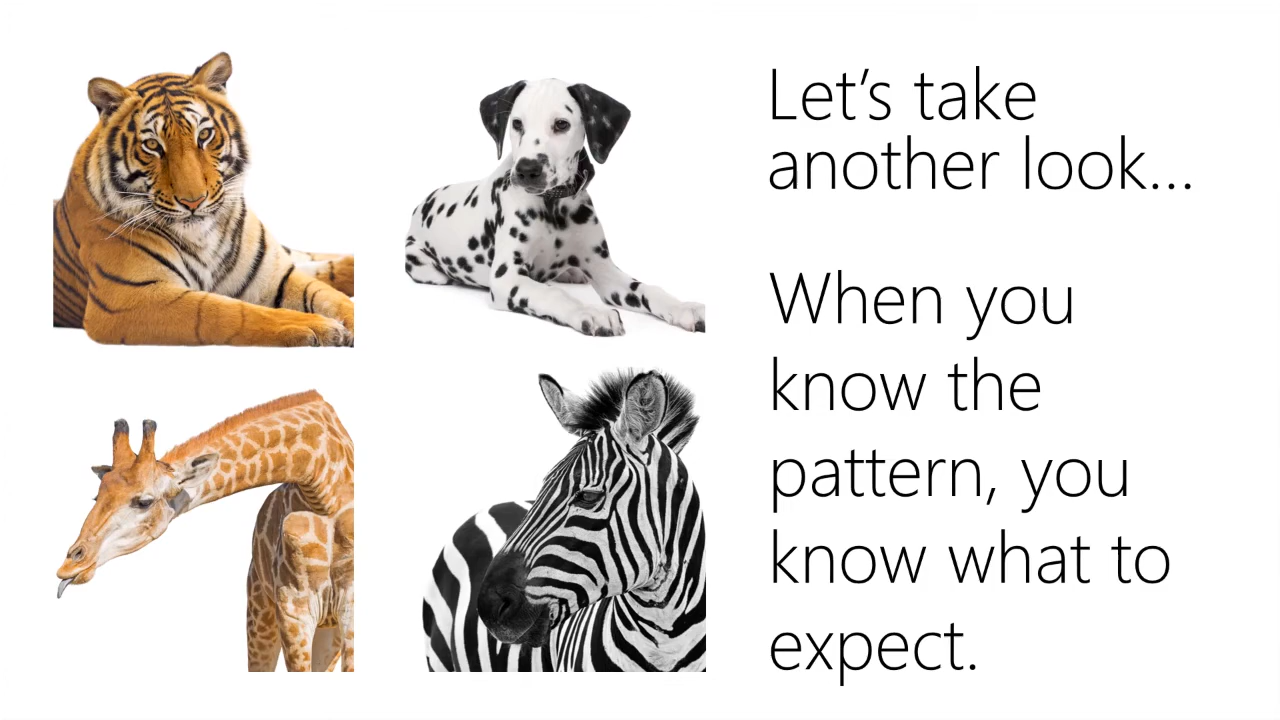 Let’s take
another look...
When you
know the
pattern, you
know what to
expect.